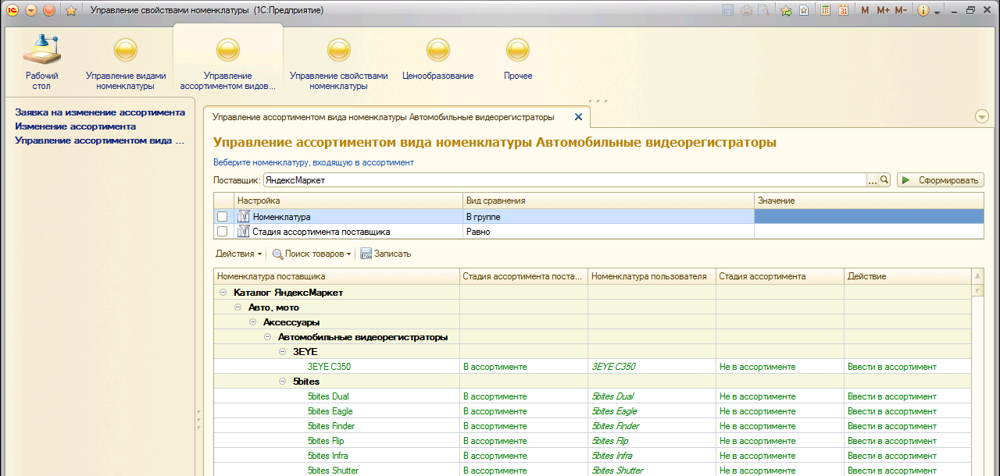 Управление свойствами номенклатуры (1С:Предприятие)
M M+ M-
Рабочий стол
Управление видами номенклатуры
Управление ассортиментом видов...
Управление свойствами номенклатуры
Ценообразование
Прочее
Заявка на изменение ассортимента
Изменение ассортимента
Управление ассортиментом вида ...
Управление ассортиментом вида номенклатуры Автомобильные видеорегистраторы
Управление ассортиментом вида номенклатуры Автомобильные видеорегистраторы
Веберите номенклатуру, входящую в ассортимент
Поставщик: ЯндексМаркет ... Сформировать
Настройка Вид сравнения Значение
Номенклатура В группе
Стадия ассортимента поставщика Равно
Действия Поиск товаров Записать
Номенклатура поставщика Стадия ассортимента поста... Номенклатура пользователя Стадия ассортимента Действие
Каталог ЯндексМаркет
Авто, мото
Аксессуары
Автомобильные видеорегистраторы
3EYE
3EYE C350 В ассортименте 3EYE C350 Не в ассортименте Ввести в ассортимент
5bites
5bites Dual В ассортименте 5bites Dual Не в ассортименте Ввести в ассортимент
5bites Eagle В ассортименте 5bites Eagle Не в ассортименте Ввести в ассортимент
5bites Finder В ассортименте 5bites Finder Не в ассортименте Ввести в ассортимент
5bites Flip В ассортименте 5bites Flip Не в ассортименте Ввести в ассортимент
5bites Infra В ассортименте 5bites Infra Не в ассортименте Ввести в ассортимент
5bites Shutter В ассортименте 5bites Shutter Не в ассортименте Ввести в ассортимент